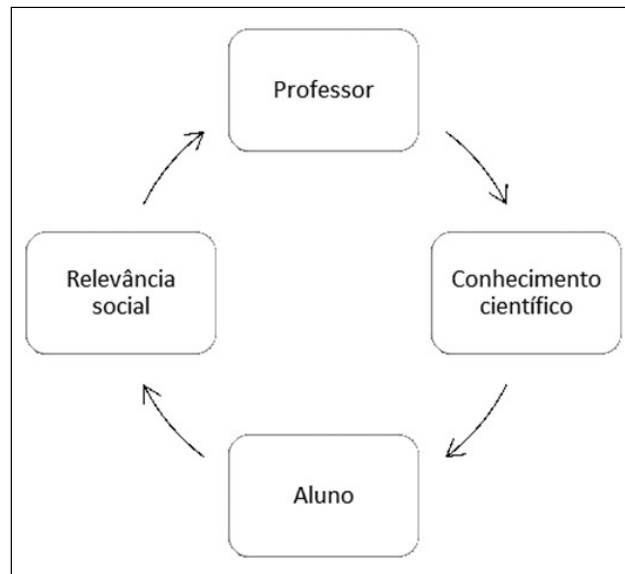 Professor
Relevância
social
Conhecimento
científico
Aluno